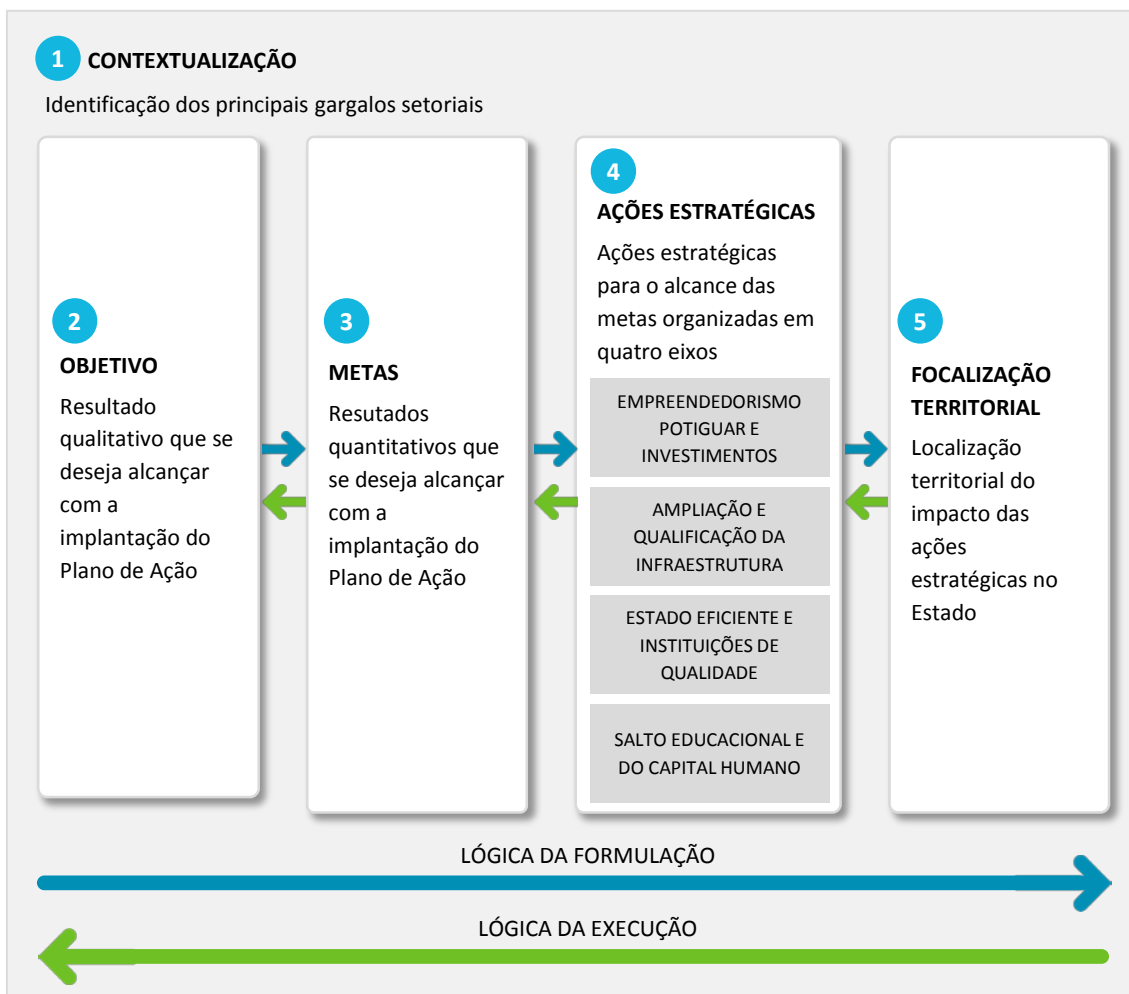 1 CONTEXTUALIZAÇÃO
Identificação dos principais gargalos setoriais
2
OBJETIVO
Resultado
qualitativo que se
deseja alcançar
com a
implantação do
Plano de Ação
3
METAS
Resutados
quantitativos que
se deseja alcançar
com a
implantação do
Plano de Ação
4
AÇÕES ESTRATÉGICAS
Ações estratégicas
para o alcance das
metas organizadas em
quatro eixos
EMPREENDEDORISMO
POTIGUAR E
INVESTIMENTOS
AMPLIAÇÃO E
QUALIFICAÇÃO DA
INFRAESTRUTURA
ESTADO EFICIENTE E
INSTITUIÇÕES DE
QUALIDADE
SALTO EDUCACIONAL E
DO CAPITAL HUMANO
5
FOCALIZAÇÃO
TERRITORIAL
Localização
territorial do
impacto das
ações
estratégicas no
Estado
LÓGICA DA FORMULAÇÃO
LÓGICA DA EXECUÇÃO